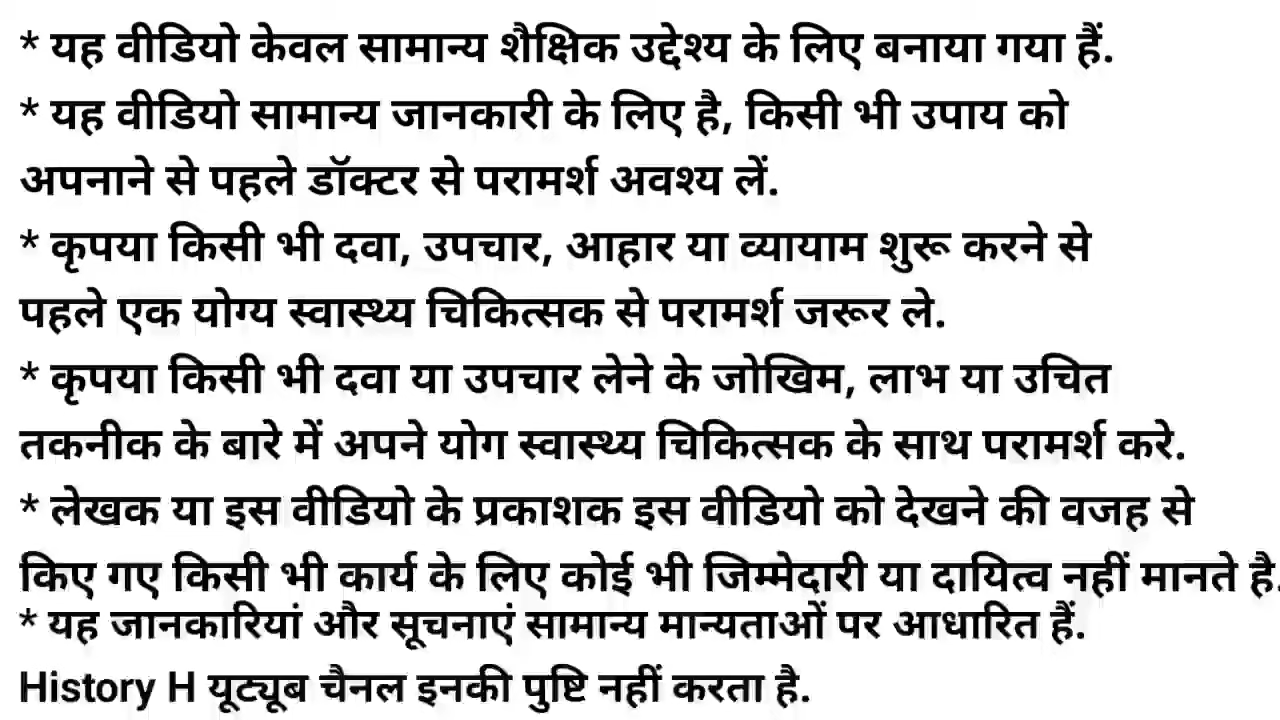 * यह वीडियो केवल सामान्य शैक्षिक उद्देश्य के लिए बनाया गया हैं.
* यह वीडियो सामान्य जानकारी के लिए है, किसी भी उपाय को
अपनाने से पहले डॉक्टर से परामर्श अवश्य लें.
* कृपया किसी भी दवा, उपचार, आहार या व्यायाम शुरू करने से
पहले एक योग्य स्वास्थ्य चिकित्सक से परामर्श जरूर ले.
* कृपया किसी भी दवा या उपचार लेने के जोखिम, लाभ या उचित
तकनीक के बारे में अपने योग स्वास्थ्य चिकित्सक के साथ परामर्श करे.
* लेखक या इस वीडियो के प्रकाशक इस वीडियो को देखने की वजह से
किए गए किसी भी कार्य के लिए कोई भी जिम्मेदारी या दायित्व नहीं मानते है.
* यह जानकारियां और सूचनाएं सामान्य मान्यताओं पर आधारित हैं.
History H यूट्यूब चैनल इनकी पुष्टि नहीं करता है.